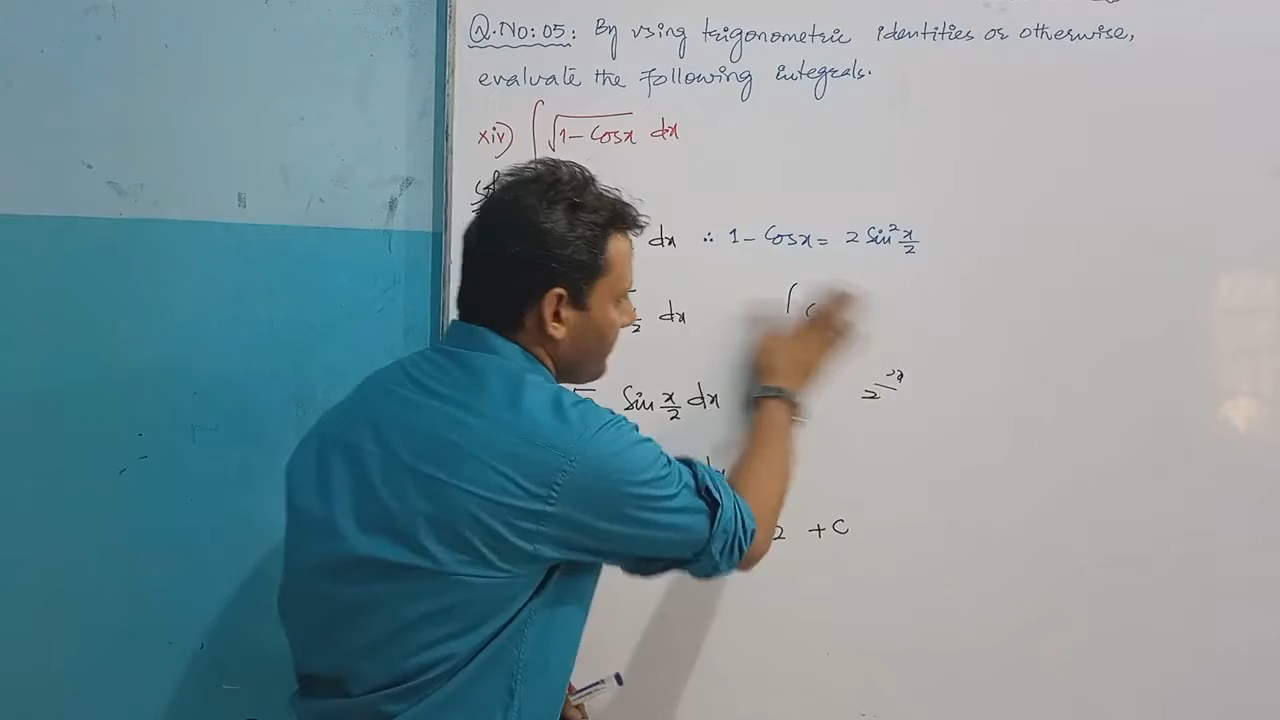 Q.No:05: By using trigonometric identities or otherwise,
evaluate the following integrals.
xiv) ∫√(1 - Cosx) dx
dx ∴ 1 - Cosx = 2 Sin² x/2
dx
Sin x/2 dx
2 + C